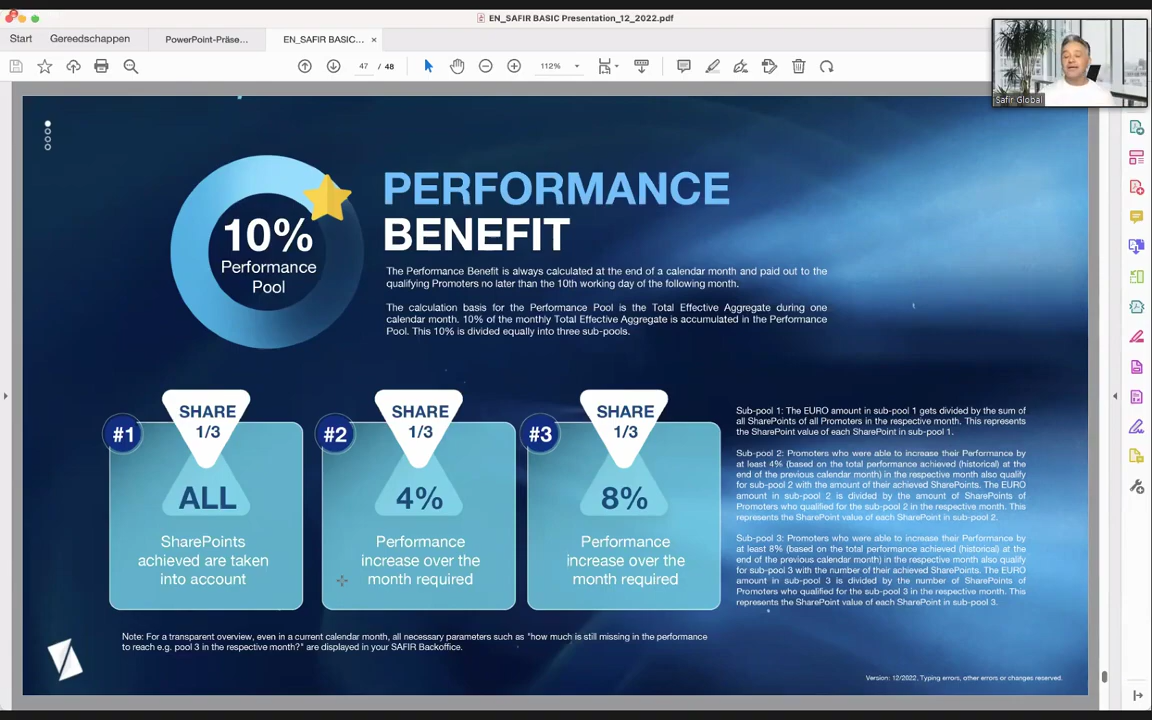 EN_SAFIR BASIC Presentation_12_2022.pdf
Start
Gereedschappen
PowerPoint-Präse...
EN_SAFIR BASIC...
×
47 / 48
112%
Safir Global
10%
Performance
Pool
PERFORMANCE
BENEFIT
The Performance Benefit is always calculated at the end of a calendar month and paid out to the
qualifying Promoters no later than the 10th working day of the following month.
The calculation basis for the Performance Pool is the Total Effective Aggregate during one
calendar month. 10% of the monthly Total Effective Aggregate is accumulated in the Performance
Pool. This 10% is divided equally into three sub-pools.
#1
SHARE
1/3
ALL
SharePoints
achieved are taken
into account
#2
SHARE
1/3
4%
Performance
increase over the
month required
#3
SHARE
1/3
8%
Performance
increase over the
month required
Sub-pool 1: The EURO amount in sub-pool 1 gets divided by the sum of
all SharePoints of all Promoters in the respective month. This represents
the SharePoint value of each SharePoint in sub-pool 1.
Sub-pool 2: Promoters who were able to increase their Performance by
at least 4% (based on the total performance achieved (historical) at the
end of the previous calendar month) in the respective month also qualify
for sub-pool 2 with the amount of their achieved SharePoints. The EURO
amount in sub-pool 2 is divided by the amount of SharePoints of
Promoters who qualified for the sub-pool 2 in the respective month. This
represents the SharePoint value of each SharePoint in sub-pool 2.
Sub-pool 3: Promoters who were able to increase their Performance by
at least 8% (based on the total performance achieved (historical) at the
end of the previous calendar month) in the respective month also qualify
for sub-pool 3 with the number of their achieved SharePoints. The EURO
amount in sub-pool 3 is divided by the number of SharePoints of
Promoters who qualified for the sub-pool 3 in the respective month. This
represents the SharePoint value of each SharePoint in sub-pool 3.
Note: For a transparent overview, even in a current calendar month, all necessary parameters such as "how much is still missing in the performance
to reach e.g. pool 3 in the respective month?" are displayed in your SAFIR Backoffice.
Version: 12/2022, Typing errors, other errors or changes reserved.